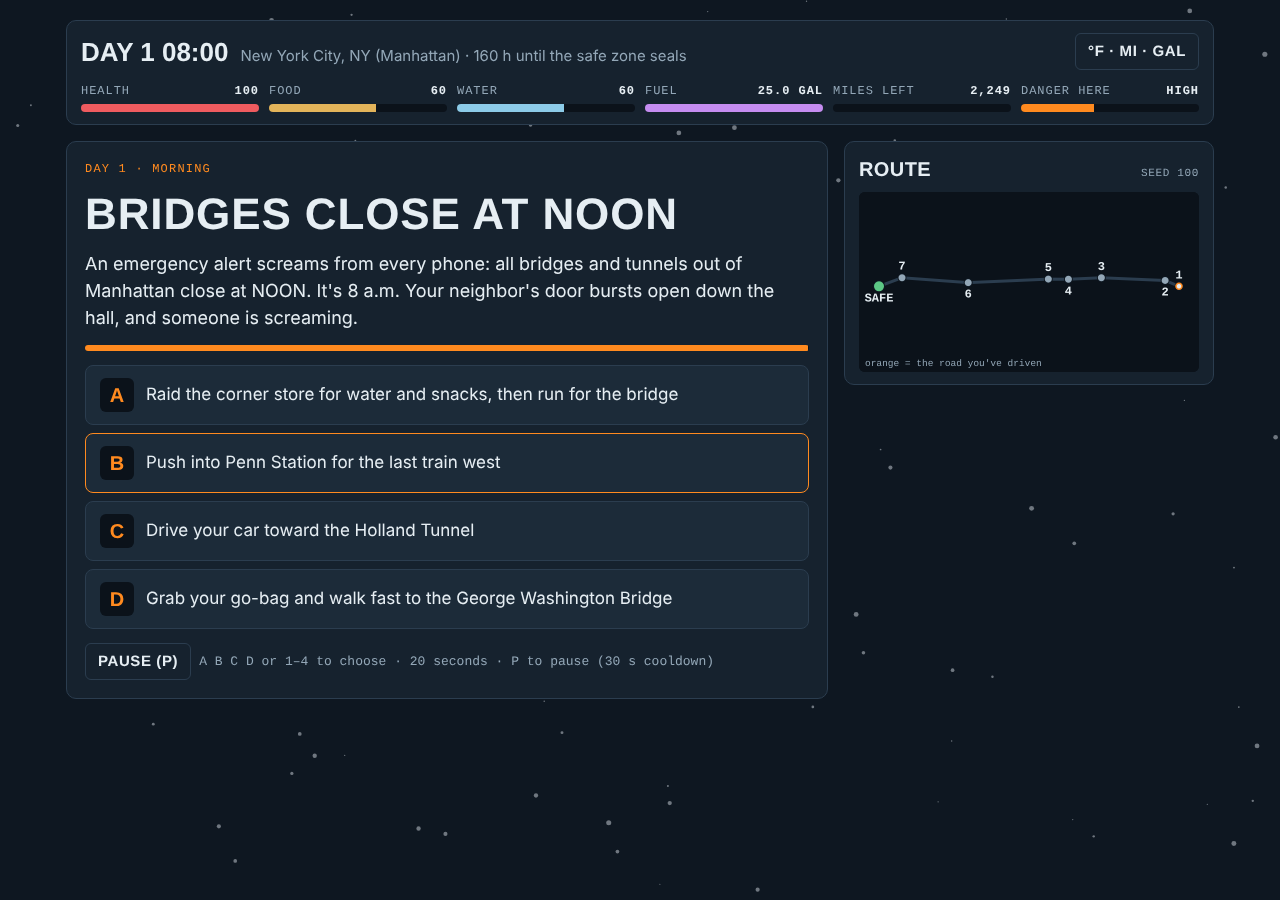 DAY 1 08:00 New York City, NY (Manhattan) · 160 h until the safe zone seals
°F · MI · GAL
HEALTH 100 FOOD 60 WATER 60 FUEL 25.0 GAL MILES LEFT 2,249 DANGER HERE HIGH
DAY 1 · MORNING
BRIDGES CLOSE AT NOON
An emergency alert screams from every phone: all bridges and tunnels out of
Manhattan close at NOON. It's 8 a.m. Your neighbor's door bursts open down the
hall, and someone is screaming.
A Raid the corner store for water and snacks, then run for the bridge
B Push into Penn Station for the last train west
C Drive your car toward the Holland Tunnel
D Grab your go-bag and walk fast to the George Washington Bridge
PAUSE (P) A B C D or 1–4 to choose · 20 seconds · P to pause (30 s cooldown)
ROUTE SEED 100
7 5 3 1
SAFE 6 4 2
orange = the road you've driven